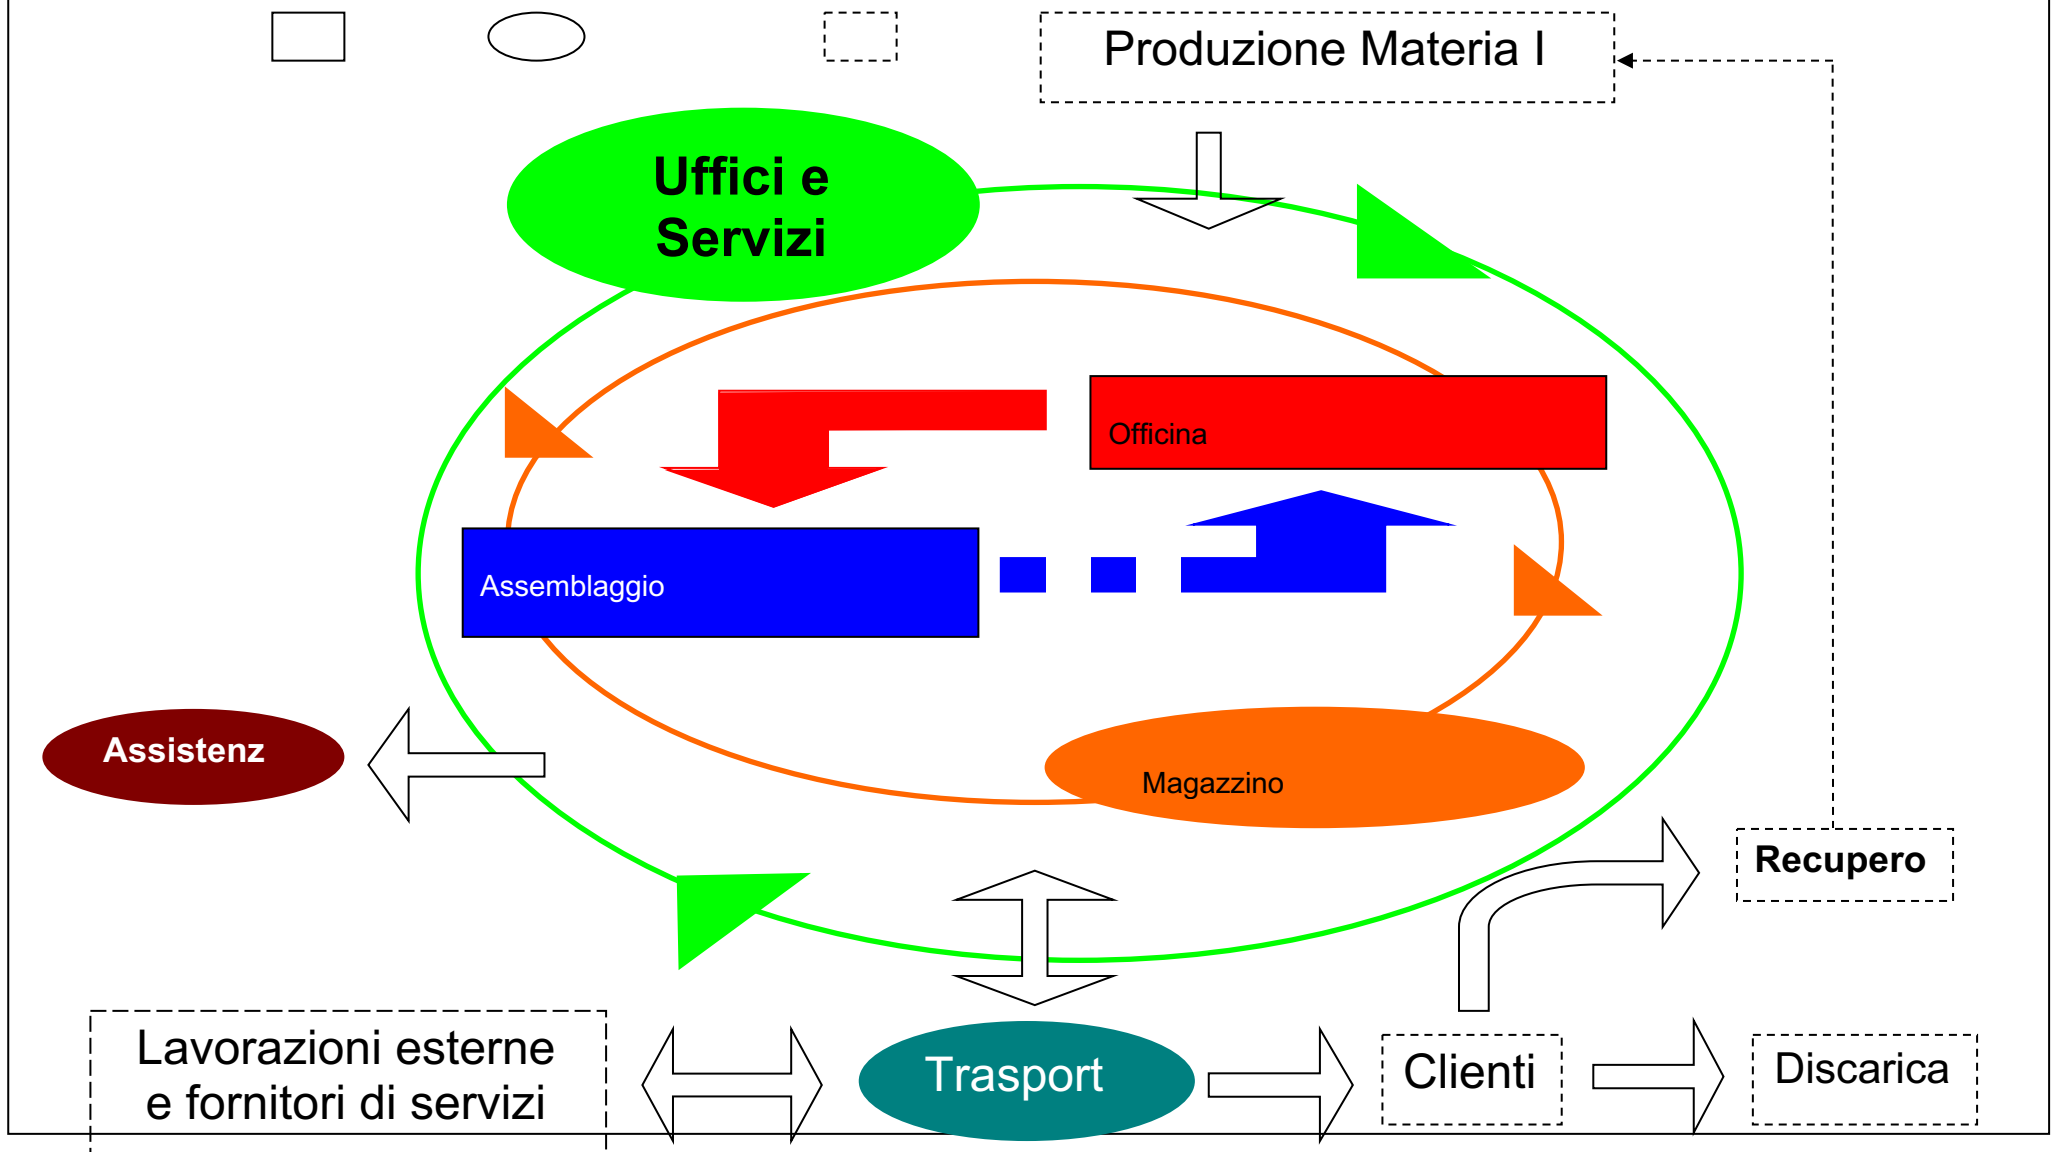 Produzione Materia I
Uffici e
Servizi
Officina
Assemblaggio
Assistenz
Magazzino
Recupero
Lavorazioni esterne
e fornitori di servizi
Trasport
Clienti
Discarica